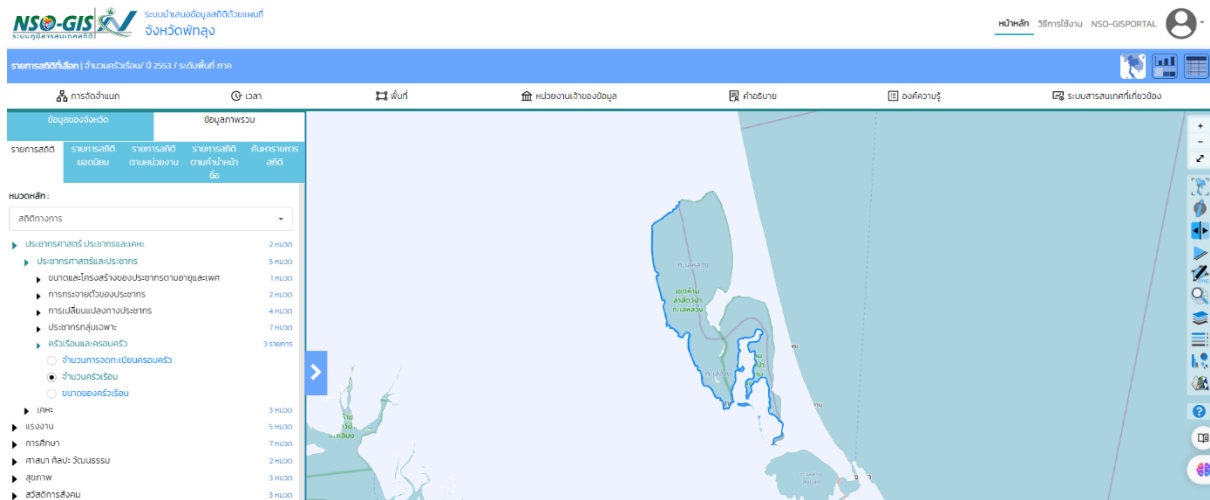 NSO-GIS
ระบบภูมิสารสนเทศสถิติ
ระบบนำเสนอข้อมูลสถิติด้วยแผนที่
จังหวัดพัทลุง
หน้าหลัก วิธีการใช้งาน NSO-GISPORTAL
รายการสถิติที่เลือก | จำนวนครัวเรือน/ ปี 2553 / ระดับพื้นที่ ภาค
การจัดจำแนก เวลา พื้นที่ หน่วยงานเจ้าของข้อมูล คำอธิบาย องค์ความรู้ ระบบสารสนเทศที่เกี่ยวข้อง
ข้อมูลของจังหวัด ข้อมูลภาพรวม
รายการสถิติ รายการสถิติ รายการสถิติ รายการสถิติ ค้นหารายการ
ยอดนิยม ตามหน่วยงาน ตามคำนำหน้า สถิติ
ชื่อ
หมวดหลัก :
สถิติทางการ
ประชากรศาสตร์ ประชากรและเคหะ 2 หมวด
ประชากรศาสตร์และประชากร 5 หมวด
ขนาดและโครงสร้างของประชากรตามอายุและเพศ 1 หมวด
การกระจายตัวของประชากร 2 หมวด
การเปลี่ยนแปลงทางประชากร 4 หมวด
ประชากรกลุ่มเฉพาะ 7 หมวด
ครัวเรือนและครอบครัว 3 รายการ
จำนวนการจดทะเบียนครอบครัว
จำนวนครัวเรือน
ขนาดของครัวเรือน
เคหะ 3 หมวด
แรงงาน 5 หมวด
การศึกษา 7 หมวด
ศาสนา ศิลปะ วัฒนธรรม 2 หมวด
สุขภาพ 3 หมวด
สวัสดิการสังคม 3 หมวด
ทะเลหลวง
เขตห้าม
ล่าสัตว์ป่า
ทะเลหลวง